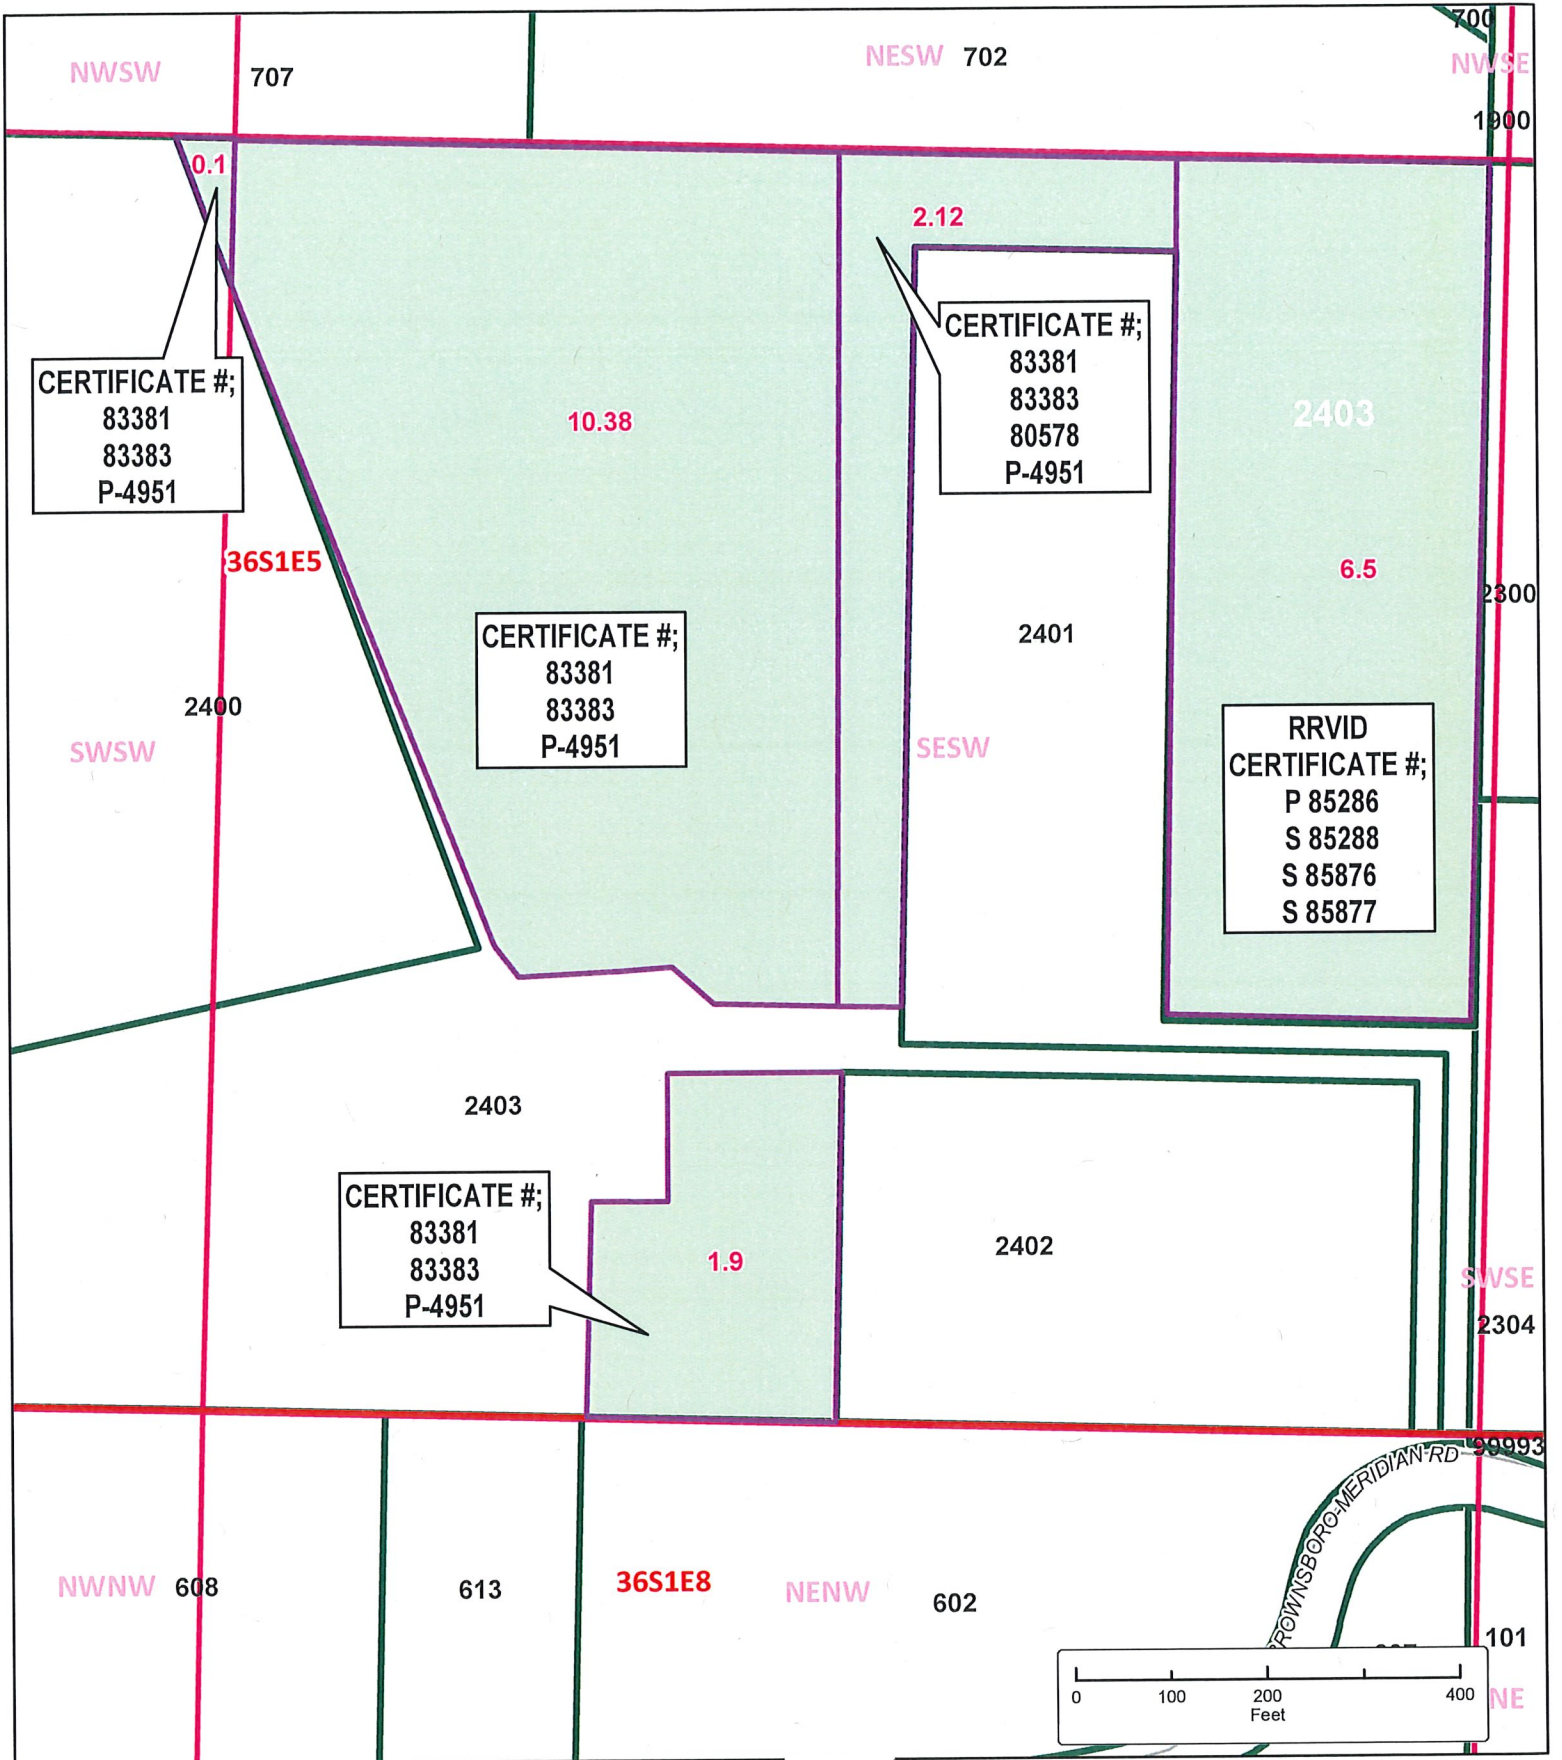 700
NWSW
707
NESW 702
NWSE
1900
0.1
2.12
CERTIFICATE #;
83381
83383
80578
P-4951
CERTIFICATE #;
83381
83383
P-4951
10.38
2403
36S1E5
6.5
2300
2401
CERTIFICATE #;
83381
83383
P-4951
2400
SWSW
SESW
RRVID
CERTIFICATE #;
P 85286
S 85288
S 85876
S 85877
2403
CERTIFICATE #;
83381
83383
P-4951
1.9
2402
SWSE
2304
99993
ROWNSBORO-MERIDIAN RD
NWNW 608
613
36S1E8
NENW
602
101
NE
0 100 200 400
Feet